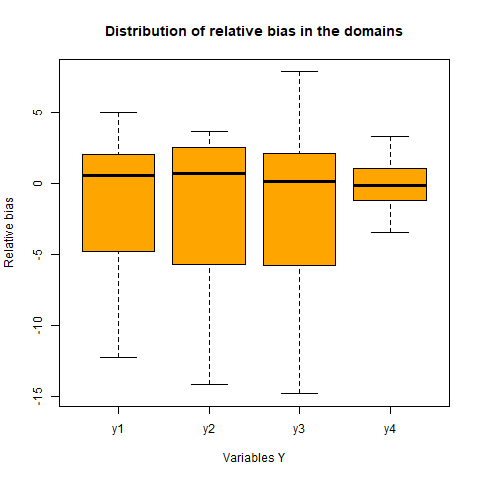 Distribution of relative bias in the domains
Relative bias
5
0
-5
-10
-15
y1 y2 y3 y4
Variables Y